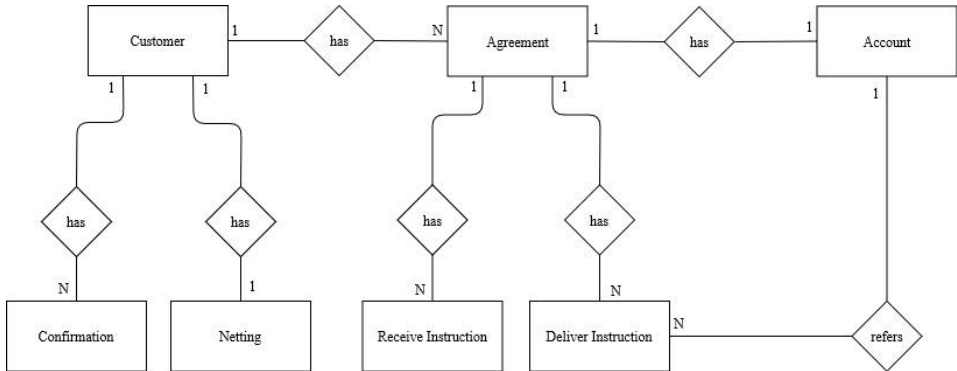 Customer
1
has
N
Agreement
1
has
1
Account
1
1
1
1
1
has
has
has
has
N
1
N
N
Confirmation
Netting
Receive Instruction
Deliver Instruction
N
refers